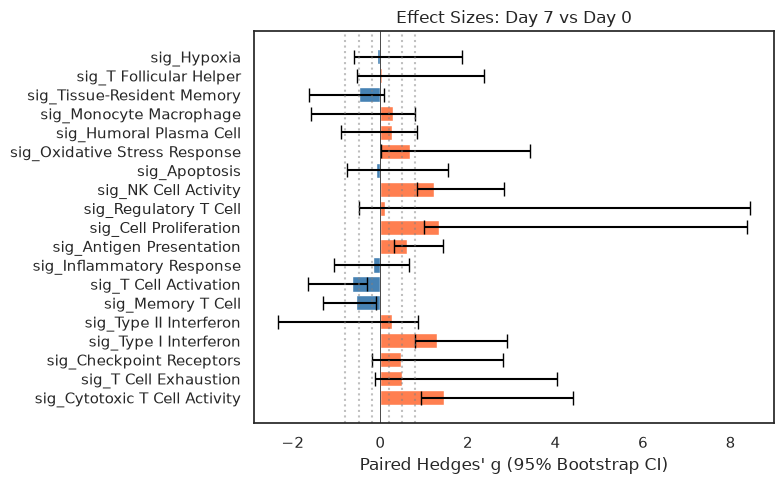 Effect Sizes: Day 7 vs Day 0
sig_Hypoxia
sig_T Follicular Helper
sig_Tissue-Resident Memory
sig_Monocyte Macrophage
sig_Humoral Plasma Cell
sig_Oxidative Stress Response
sig_Apoptosis
sig_NK Cell Activity
sig_Regulatory T Cell
sig_Cell Proliferation
sig_Antigen Presentation
sig_Inflammatory Response
sig_T Cell Activation
sig_Memory T Cell
sig_Type II Interferon
sig_Type I Interferon
sig_Checkpoint Receptors
sig_T Cell Exhaustion
sig_Cytotoxic T Cell Activity
−2 0 2 4 6 8
Paired Hedges' g (95% Bootstrap CI)